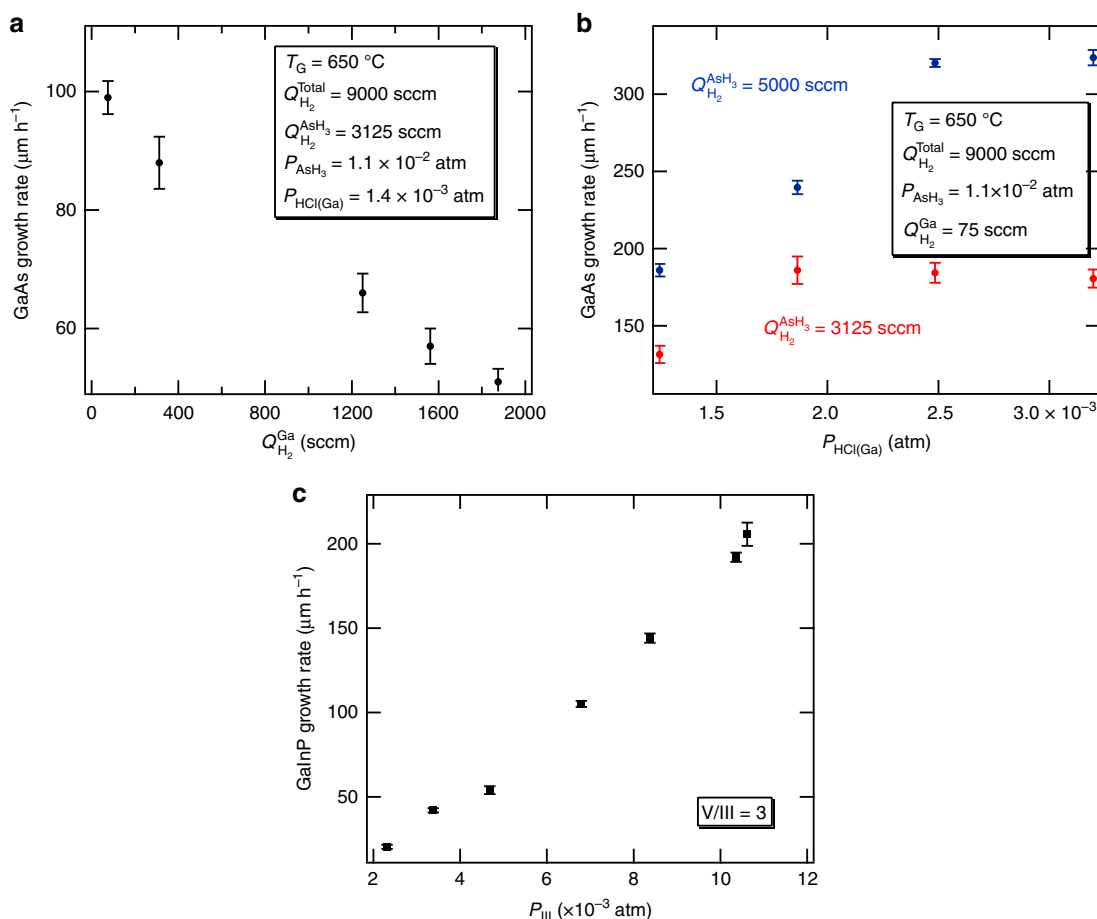 a
100
80
60
GaAs growth rate (μm h⁻¹)
T_G = 650 °C
Q_H₂^Total = 9000 sccm
Q_H₂^AsH₃ = 3125 sccm
P_AsH₃ = 1.1 × 10⁻² atm
P_HCl(Ga) = 1.4 × 10⁻³ atm
0 400 800 1200 1600 2000
Q_H₂^Ga (sccm)
b
300
250
200
150
GaAs growth rate (μm h⁻¹)
Q_H₂^AsH₃ = 5000 sccm
T_G = 650 °C
Q_H₂^Total = 9000 sccm
P_AsH₃ = 1.1×10⁻² atm
Q_H₂^Ga = 75 sccm
Q_H₂^AsH₃ = 3125 sccm
1.5 2.0 2.5 3.0 × 10⁻³
P_HCl(Ga) (atm)
c
200
150
100
50
GaInP growth rate (μm h⁻¹)
V/III = 3
2 4 6 8 10 12
P_III (×10⁻³ atm)